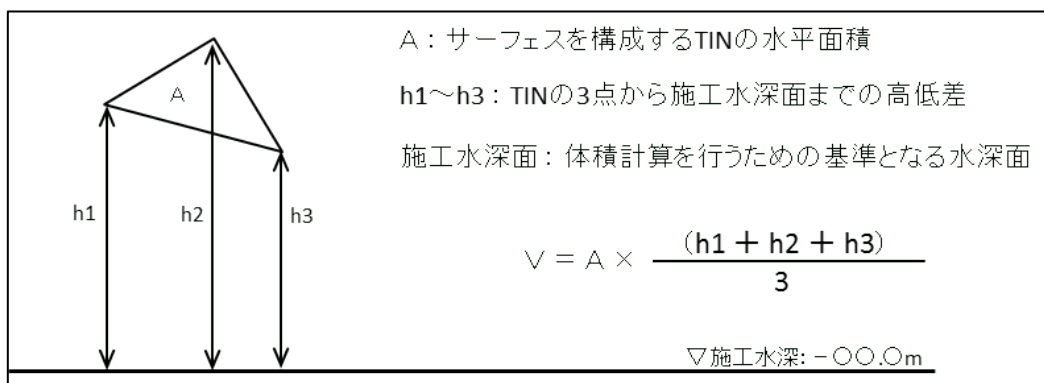 A：サーフェスを構成するTINの水平面積
h1～h3：TINの3点から施工水深面までの高低差
施工水深面：体積計算を行うための基準となる水深面
A
h1
h2
h3
V = A × (h1 + h2 + h3)
3
▽施工水深:－〇〇.〇m